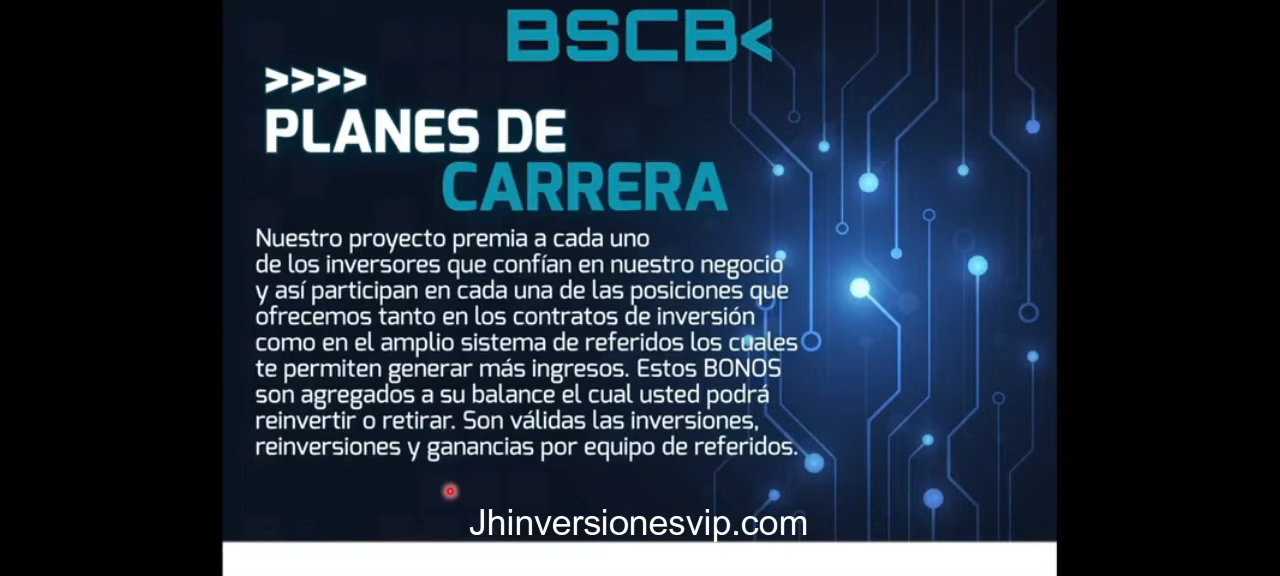 BSCB<
>>>>
PLANES DE
CARRERA
Nuestro proyecto premia a cada uno
de los inversores que confían en nuestro negocio
y así participan en cada una de las posiciones que
ofrecemos tanto en los contratos de inversión
como en el amplio sistema de referidos los cuales
te permiten generar más ingresos. Estos BONOS
son agregados a su balance el cual usted podrá
reinvertir o retirar. Son válidas las inversiones,
reinversiones y ganancias por equipo de referidos.
Jhinversionesvip.com